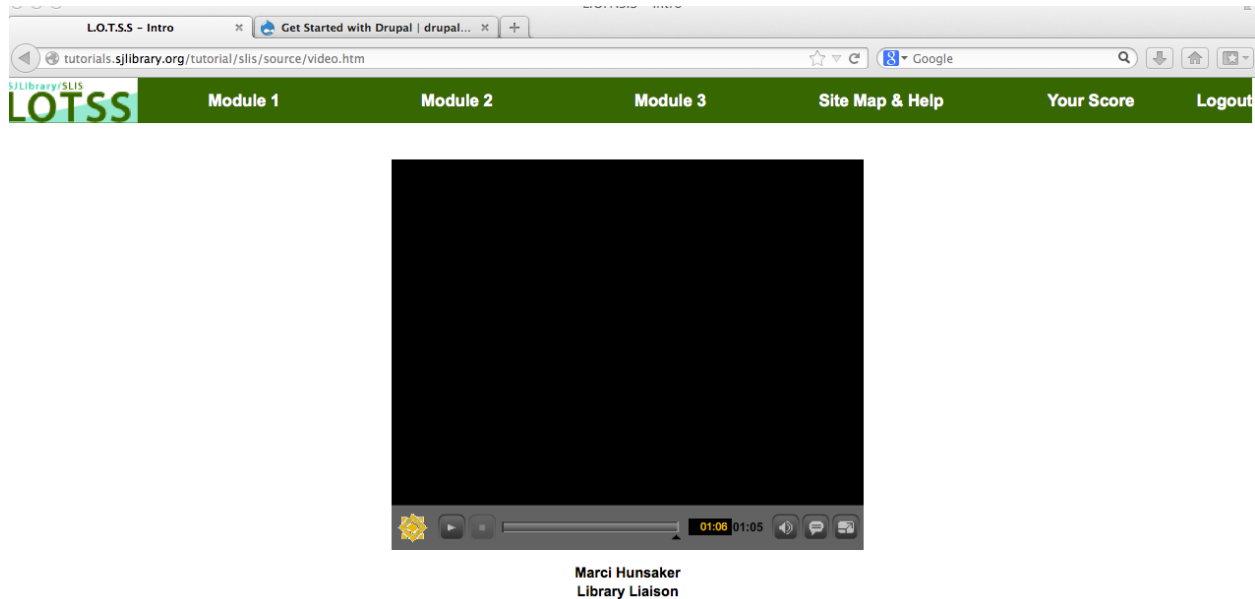 L.O.T.S.S – Intro
L.O.T.S.S – Intro × Get Started with Drupal | drupal... × +
tutorials.sjlibrary.org/tutorial/slis/source/video.htm Google
SJLibrary/SLIS
LOTSS Module 1 Module 2 Module 3 Site Map & Help Your Score Logout
01:06 01:05
Marci Hunsaker
Library Liaison